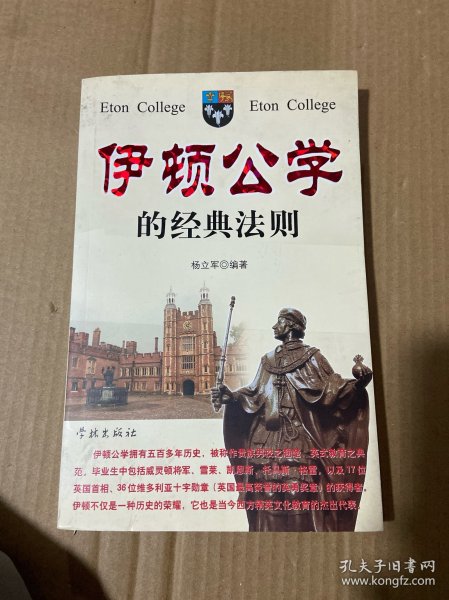 Eton College Eton College
伊顿公学
的经典法则
杨立军◎编著
学林出版社
伊顿公学拥有五百多年历史，被称作贵族学校之翘楚，英式教育之典
范，毕业生中包括威灵顿将军、雪莱、凯恩斯、托马斯·格雷，以及17位
英国首相、36位维多利亚十字勋章（英国最高荣誉的英勇奖章）的获得者。
伊顿不仅是一种历史的荣耀，它也是当今西方精英文化教育的杰出代表。
孔夫子旧书网
www.kongfz.com